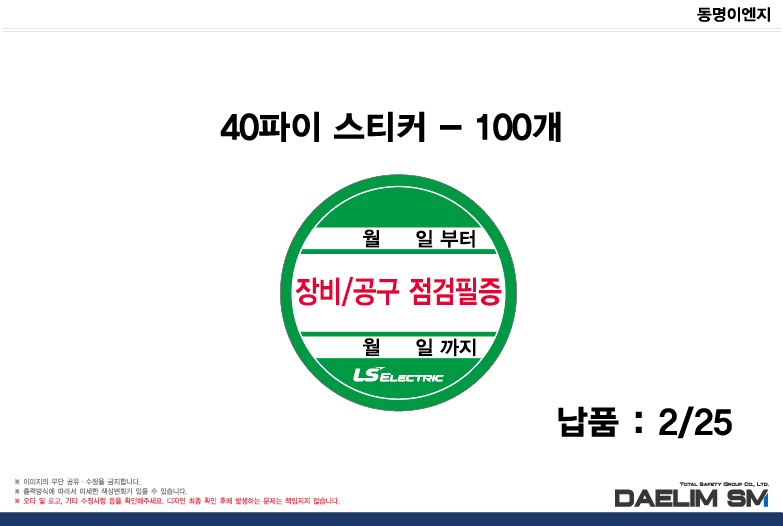 동명이엔지
40파이 스티커 - 100개
월 일 부터
장비/공구 점검필증
월 일 까지
LS ELECTRIC
납품 : 2/25
※ 이미지의 무단 공유 · 수정을 금지합니다.
※ 출력방식에 따라서 미세한 색상변화가 있을 수 있습니다.
※ 오타 및 로고, 기타 수정사항 등을 확인해주세요. 디자인 최종 확인 후에 발생하는 문제는 책임지지 않습니다.
TOTAL SAFETY GROUP CO., LTD.
DAELIM SM